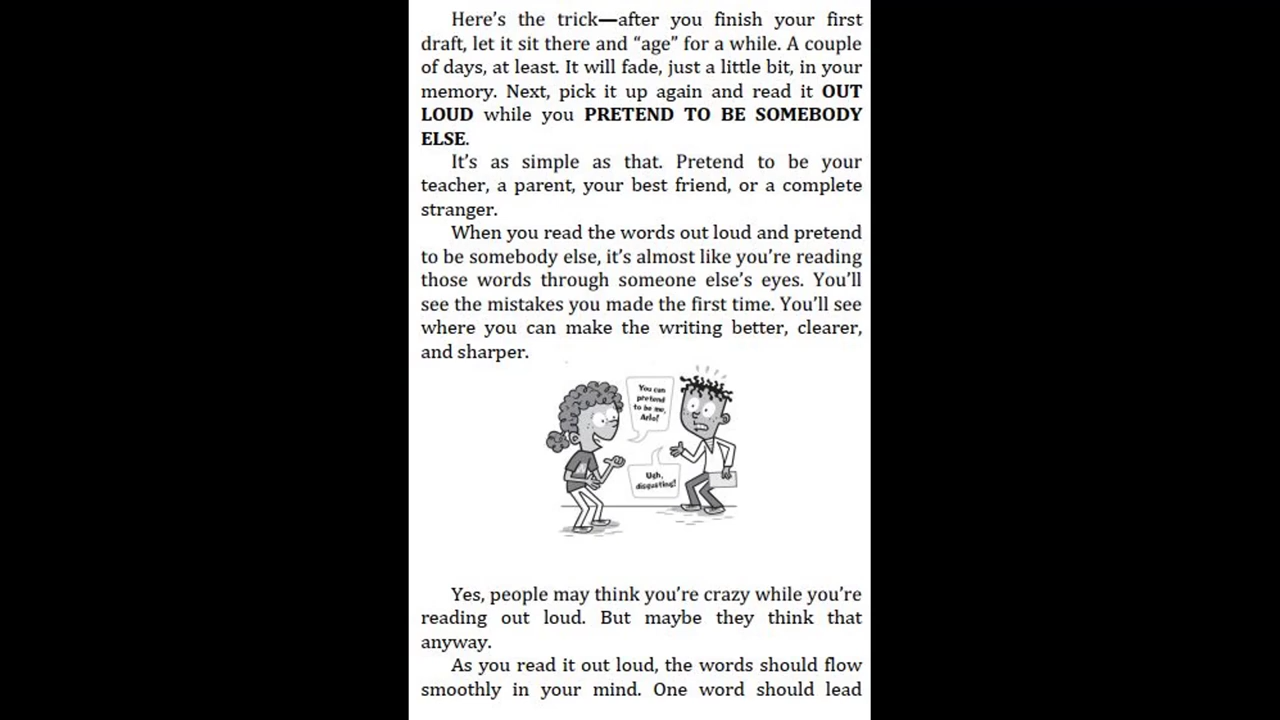 Here’s the trick—after you finish your first
draft, let it sit there and “age” for a while. A couple
of days, at least. It will fade, just a little bit, in your
memory. Next, pick it up again and read it OUT
LOUD while you PRETEND TO BE SOMEBODY
ELSE.
It’s as simple as that. Pretend to be your
teacher, a parent, your best friend, or a complete
stranger.
When you read the words out loud and pretend
to be somebody else, it’s almost like you’re reading
those words through someone else’s eyes. You’ll
see the mistakes you made the first time. You’ll see
where you can make the writing better, clearer,
and sharper.
You can
pretend
to be me,
Arlo!
Ugh,
disgusting!
Yes, people may think you’re crazy while you’re
reading out loud. But maybe they think that
anyway.
As you read it out loud, the words should flow
smoothly in your mind. One word should lead